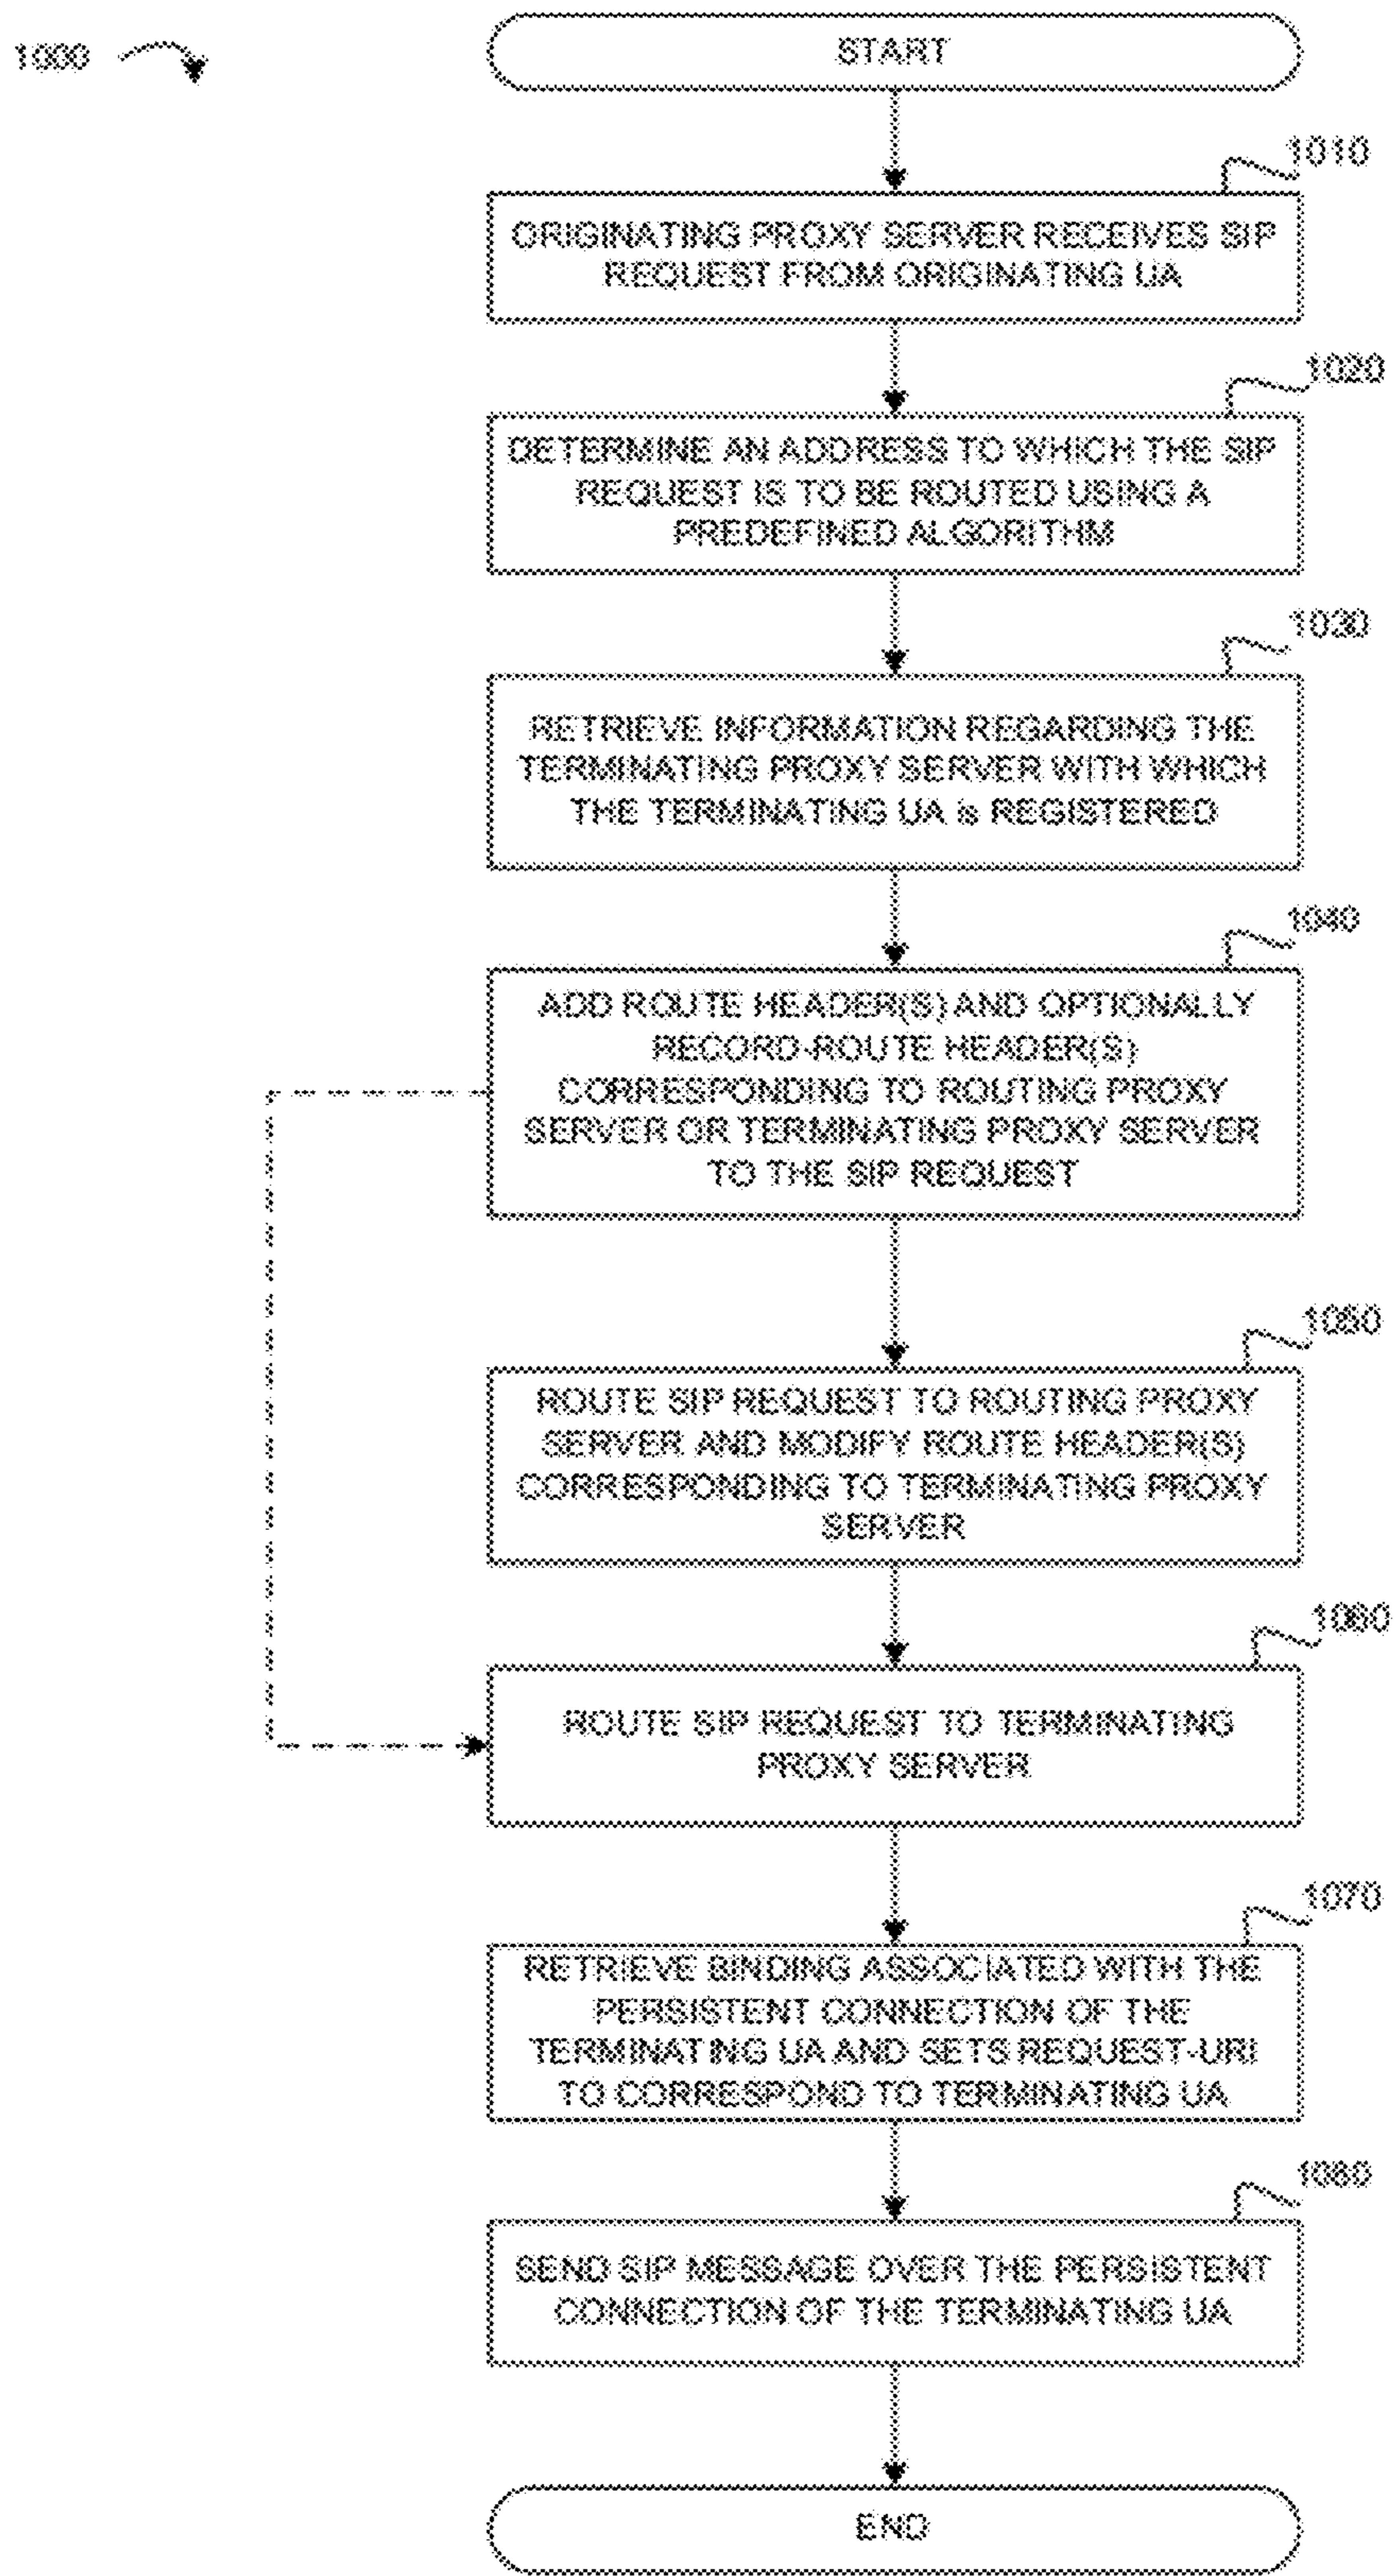 1000
START
1010
ORIGINATING PROXY SERVER RECEIVES SIP
REQUEST FROM ORIGINATING UA
1020
DETERMINE AN ADDRESS TO WHICH THE SIP
REQUEST IS TO BE ROUTED USING A
PREDEFINED ALGORITHM
1030
RETRIEVE INFORMATION REGARDING THE
TERMINATING PROXY SERVER WITH WHICH
THE TERMINATING UA is REGISTERED
1040
ADD ROUTE HEADER(S) AND OPTIONALLY
RECORD-ROUTE HEADER(S)
CORRESPONDING TO ROUTING PROXY
SERVER OR TERMINATING PROXY SERVER
TO THE SIP REQUEST
1050
ROUTE SIP REQUEST TO ROUTING PROXY
SERVER AND MODIFY ROUTE HEADER(S)
CORRESPONDING TO TERMINATING PROXY
SERVER
1060
ROUTE SIP REQUEST TO TERMINATING
PROXY SERVER
1070
RETRIEVE BINDING ASSOCIATED WITH THE
PERSISTENT CONNECTION OF THE
TERMINATING UA AND SETS REQUEST-URI
TO CORRESPOND TO TERMINATING UA
1080
SEND SIP MESSAGE OVER THE PERSISTENT
CONNECTION OF THE TERMINATING UA
END